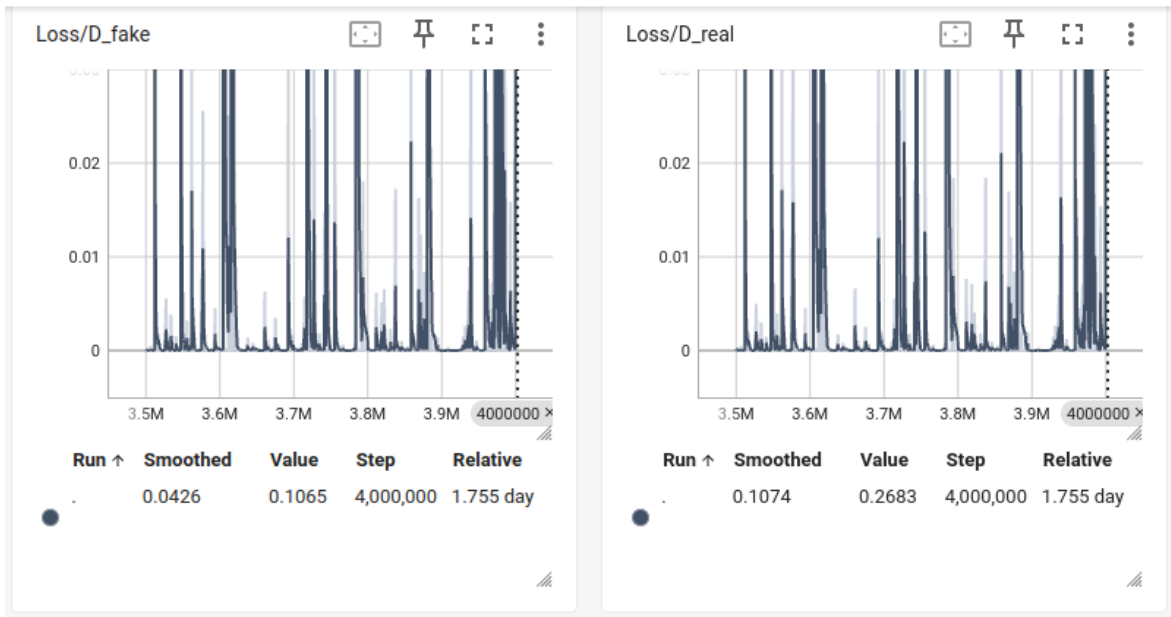 Loss/D_fake
0.02
0.01
0
3.5M 3.6M 3.7M 3.8M 3.9M 4000000 ×
Run ↑ Smoothed Value Step Relative
. 0.0426 0.1065 4,000,000 1.755 day
Loss/D_real
0.02
0.01
0
3.5M 3.6M 3.7M 3.8M 3.9M 4000000 ×
Run ↑ Smoothed Value Step Relative
. 0.1074 0.2683 4,000,000 1.755 day